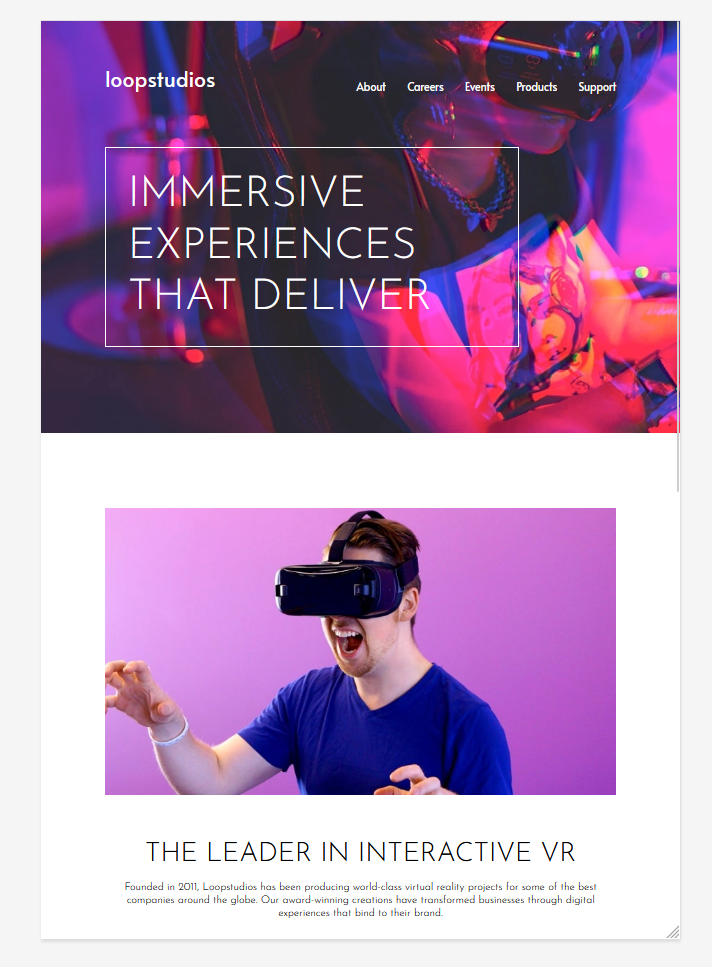 loopstudios
About Careers Events Products Support
IMMERSIVE
EXPERIENCES
THAT DELIVER
THE LEADER IN INTERACTIVE VR
Founded in 2011, Loopstudios has been producing world-class virtual reality projects for some of the best
companies around the globe. Our award-winning creations have transformed businesses through digital
experiences that bind to their brand.